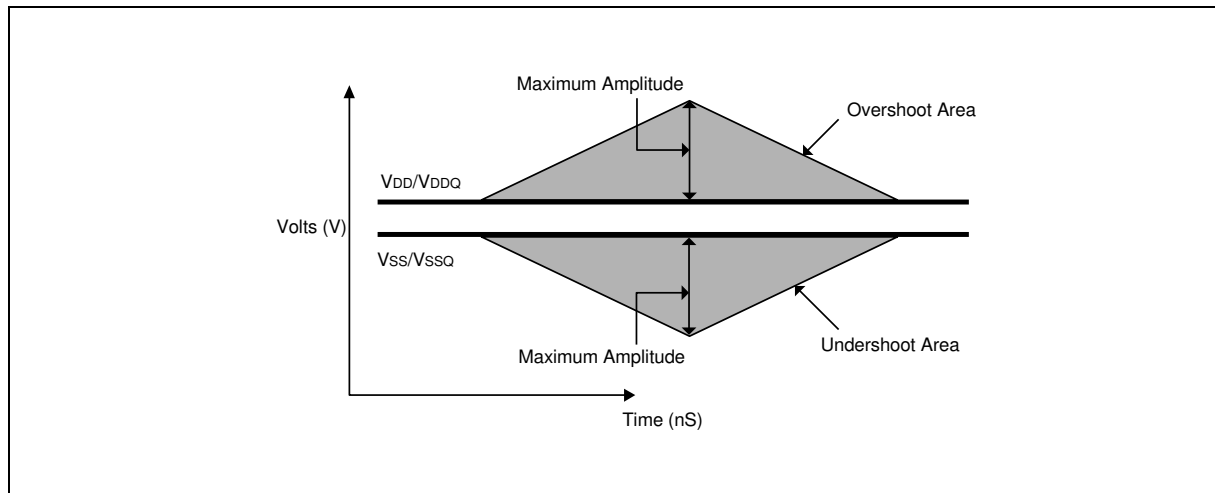 Maximum Amplitude
Overshoot Area
VDD/VDDQ
Volts (V)
VSS/VSSQ
Maximum Amplitude
Undershoot Area
Time (nS)